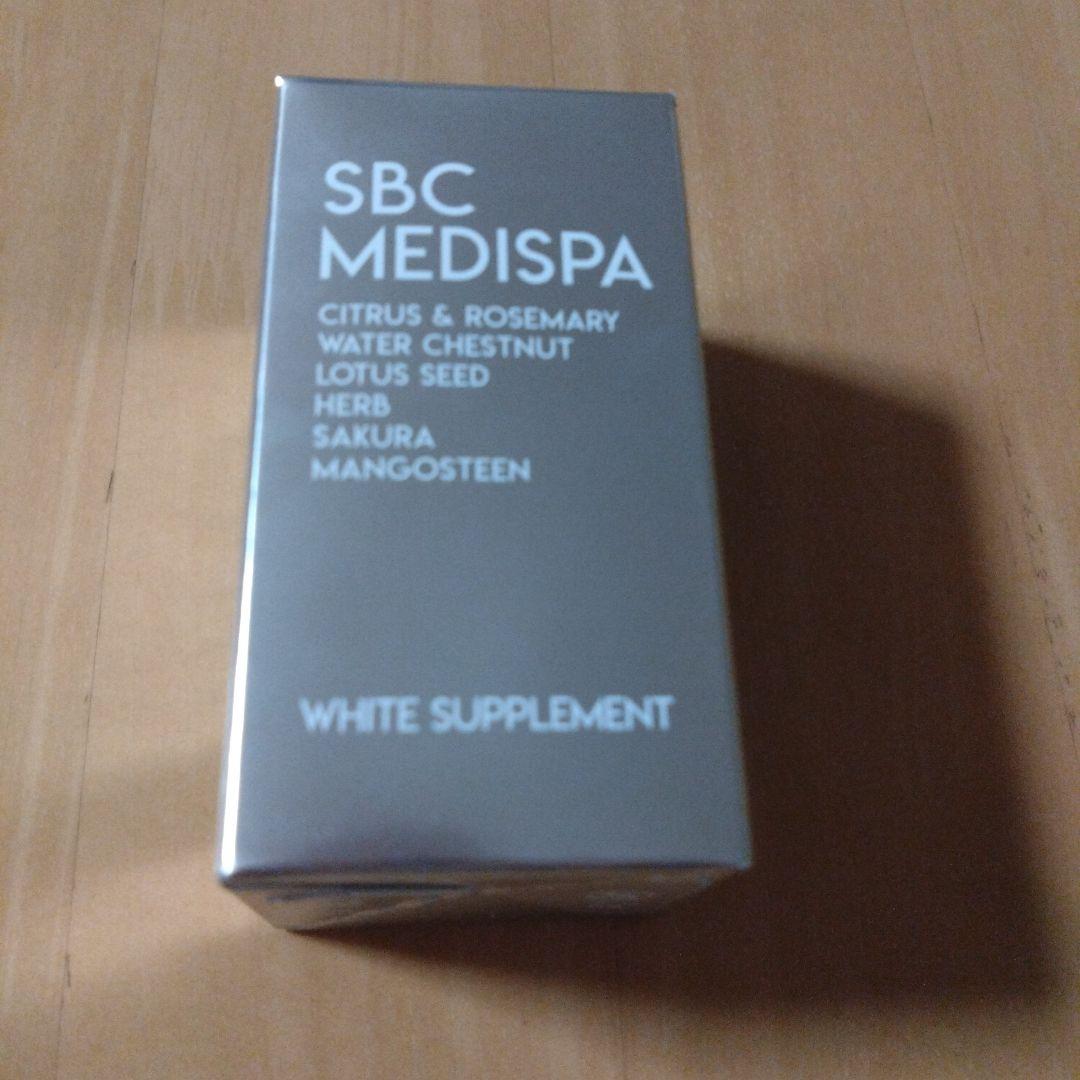 SBC
MEDISPA
CITRUS & ROSEMARY
WATER CHESTNUT
LOTUS SEED
HERB
SAKURA
MANGOSTEEN
WHITE SUPPLEMENT